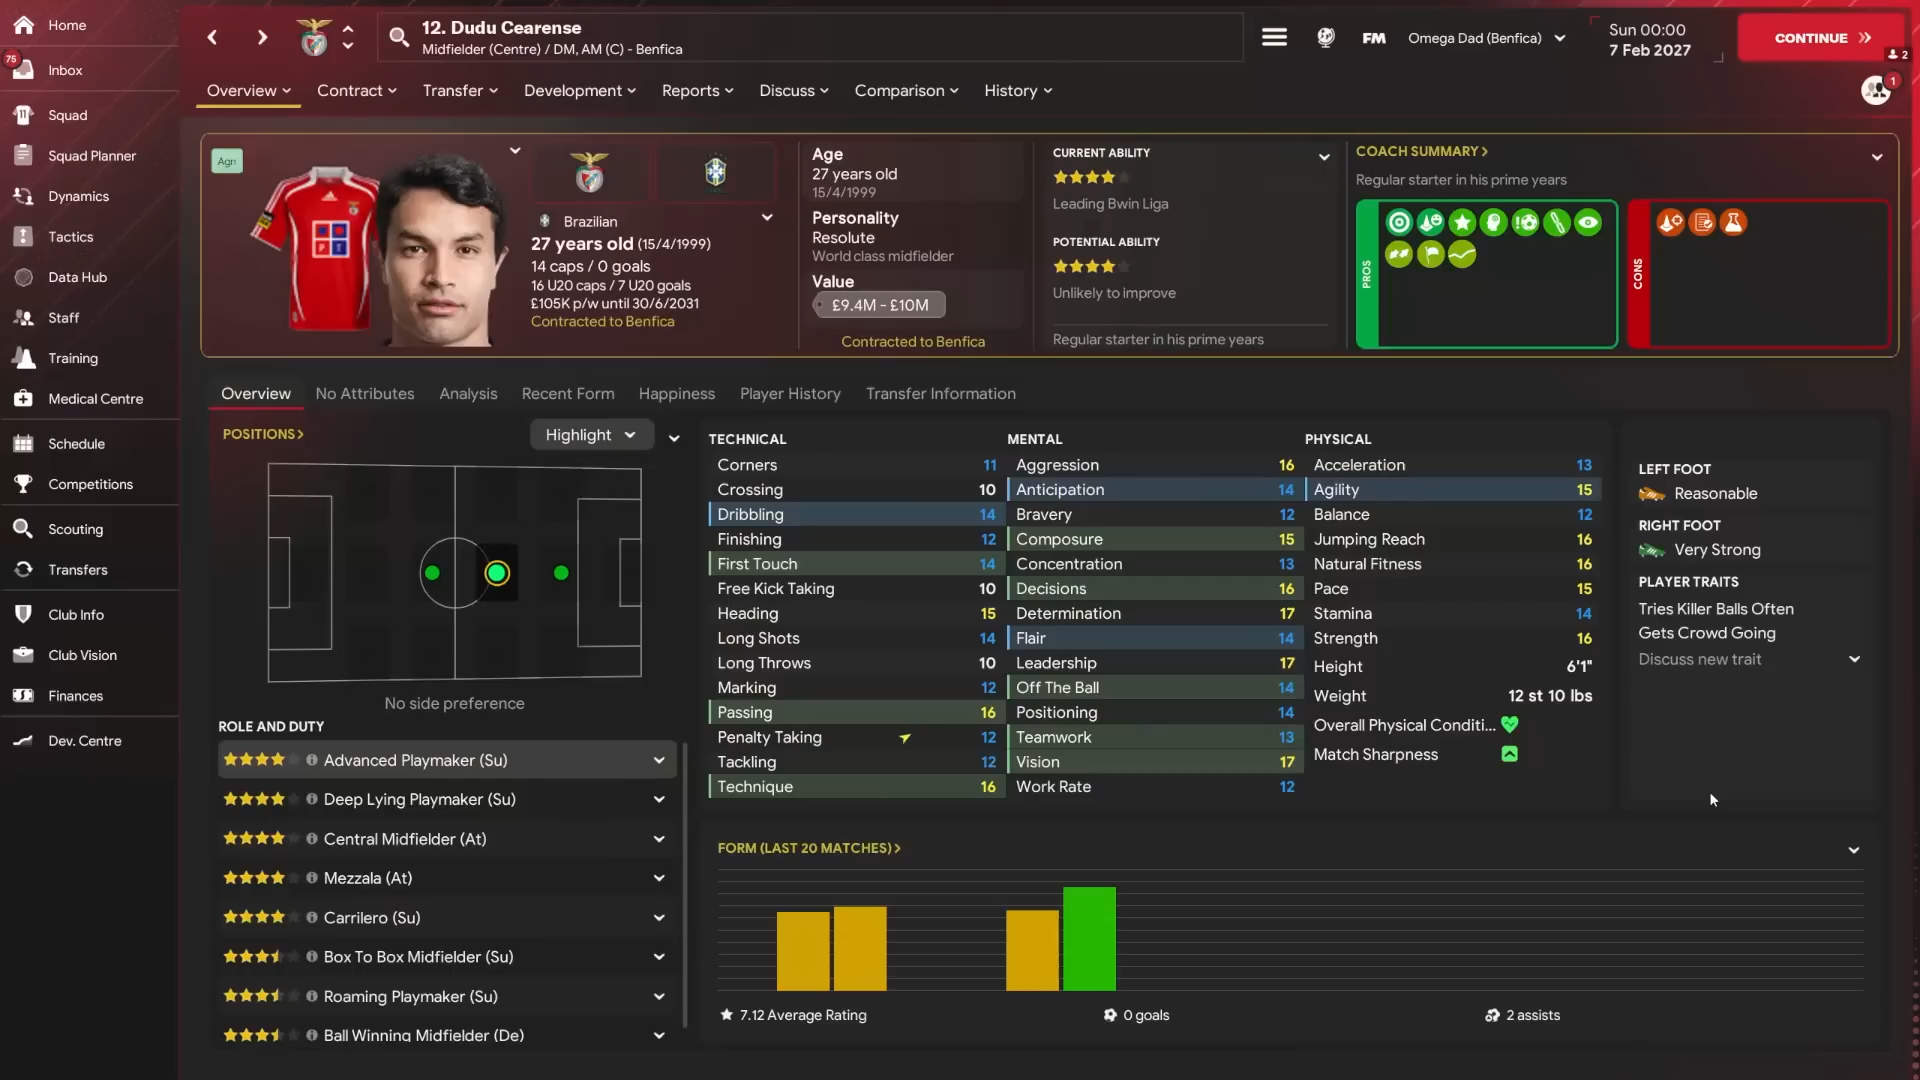 Home
75
Inbox
Squad
Squad Planner
Dynamics
Tactics
Data Hub
Staff
Training
Medical Centre
Schedule
Competitions
Scouting
Transfers
Club Info
Club Vision
Finances
Dev. Centre
12. Dudu Cearense
Midfielder (Centre) / DM, AM (C) - Benfica
FM
Omega Dad (Benfica)
Sun 00:00
7 Feb 2027
CONTINUE
2
1
Overview
Contract
Transfer
Development
Reports
Discuss
Comparison
History
Agn
Brazilian
27 years old (15/4/1999)
14 caps / 0 goals
16 U20 caps / 7 U20 goals
£105K p/w until 30/6/2031
Contracted to Benfica
Age
27 years old
15/4/1999
Personality
Resolute
World class midfielder
Value
£9.4M - £10M
Contracted to Benfica
CURRENT ABILITY
Leading Bwin Liga
POTENTIAL ABILITY
Unlikely to improve
Regular starter in his prime years
COACH SUMMARY
Regular starter in his prime years
PROS
CONS
Overview
No Attributes
Analysis
Recent Form
Happiness
Player History
Transfer Information
POSITIONS
Highlight
No side preference
ROLE AND DUTY
Advanced Playmaker (Su)
Deep Lying Playmaker (Su)
Central Midfielder (At)
Mezzala (At)
Carrilero (Su)
Box To Box Midfielder (Su)
Roaming Playmaker (Su)
Ball Winning Midfielder (De)
TECHNICAL
Corners 11
Crossing 10
Dribbling 14
Finishing 12
First Touch 14
Free Kick Taking 10
Heading 15
Long Shots 14
Long Throws 10
Marking 12
Passing 16
Penalty Taking 12
Tackling 12
Technique 16
MENTAL
Aggression 16
Anticipation 14
Bravery 12
Composure 15
Concentration 13
Decisions 16
Determination 17
Flair 14
Leadership 17
Off The Ball 14
Positioning 14
Teamwork 13
Vision 17
Work Rate 12
PHYSICAL
Acceleration 13
Agility 15
Balance 12
Jumping Reach 16
Natural Fitness 16
Pace 15
Stamina 14
Strength 16
Height 6'1"
Weight 12 st 10 lbs
Overall Physical Conditi...
Match Sharpness
LEFT FOOT
Reasonable
RIGHT FOOT
Very Strong
PLAYER TRAITS
Tries Killer Balls Often
Gets Crowd Going
Discuss new trait
FORM (LAST 20 MATCHES)
7.12 Average Rating
0 goals
2 assists